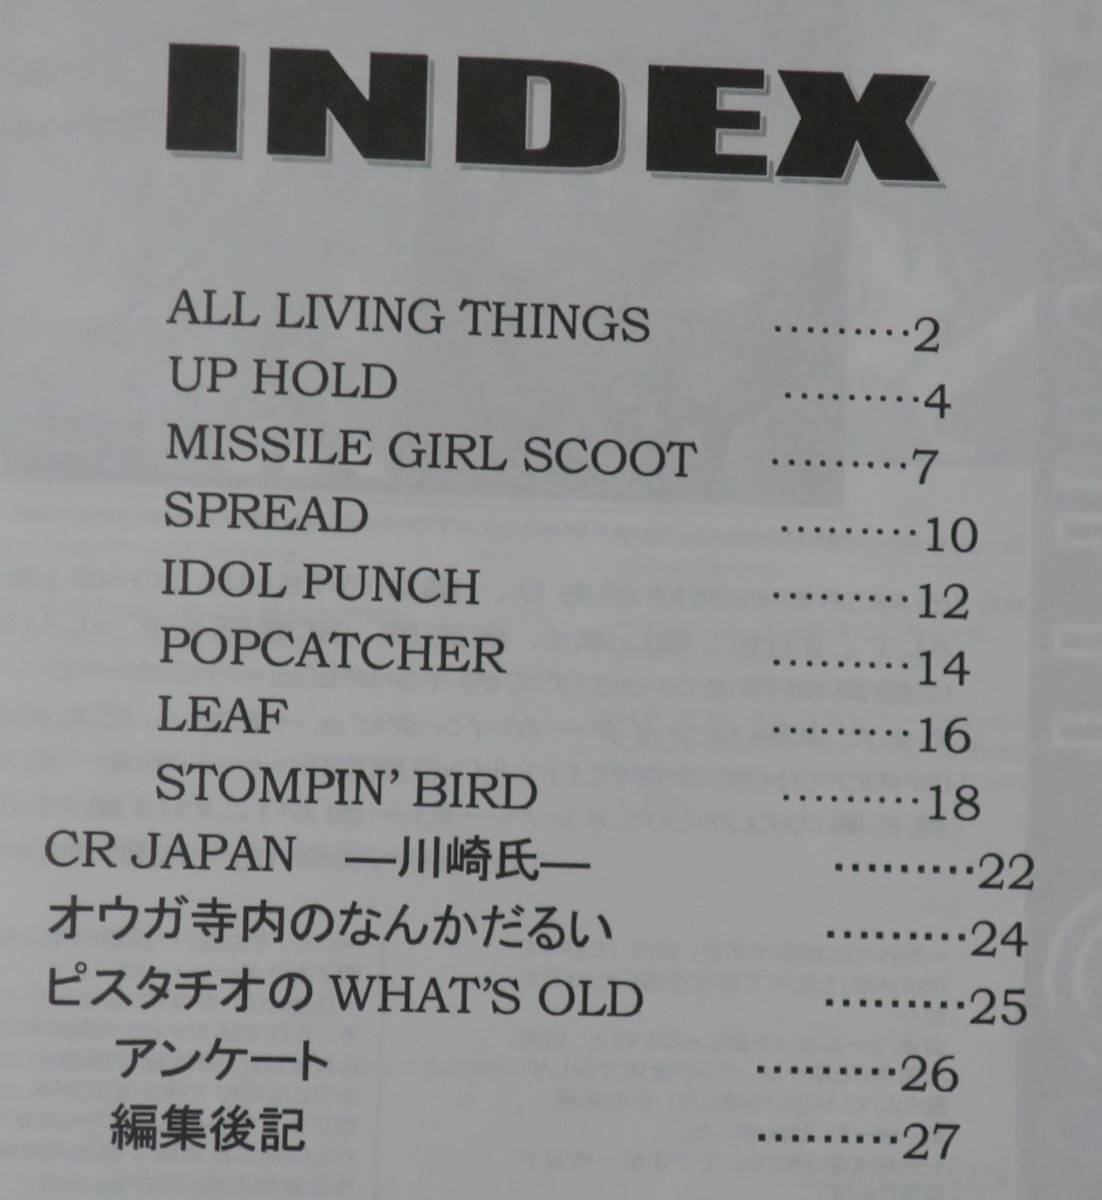 INDEX
ALL LIVING THINGS ………2
UP HOLD ………4
MISSILE GIRL SCOOT ………7
SPREAD ………10
IDOL PUNCH ………12
POPCATCHER ………14
LEAF ………16
STOMPIN' BIRD ………18
CR JAPAN ―川崎氏― ………22
オウガ寺内のなんかだるい ………24
ピスタチオの WHAT'S OLD ………25
アンケート ………26
編集後記 ………27